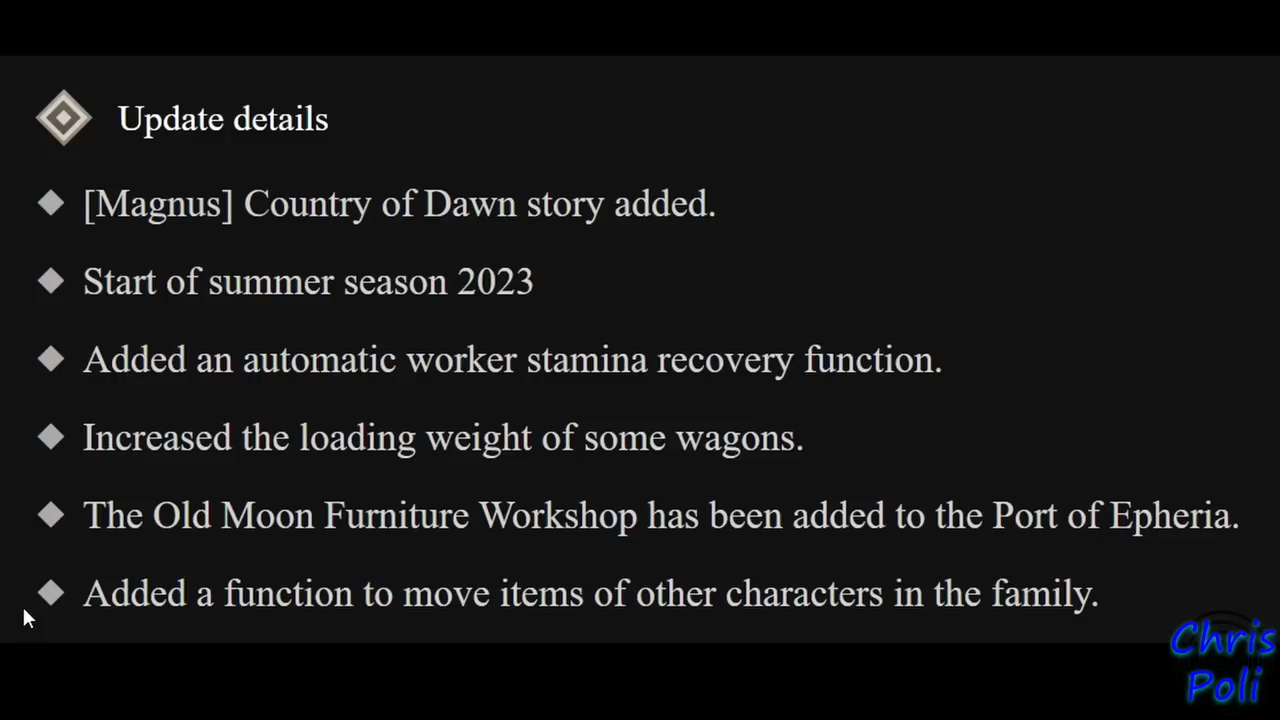 Update details
[Magnus] Country of Dawn story added.
Start of summer season 2023
Added an automatic worker stamina recovery function.
Increased the loading weight of some wagons.
The Old Moon Furniture Workshop has been added to the Port of Epheria.
Added a function to move items of other characters in the family.
Chris
Poli